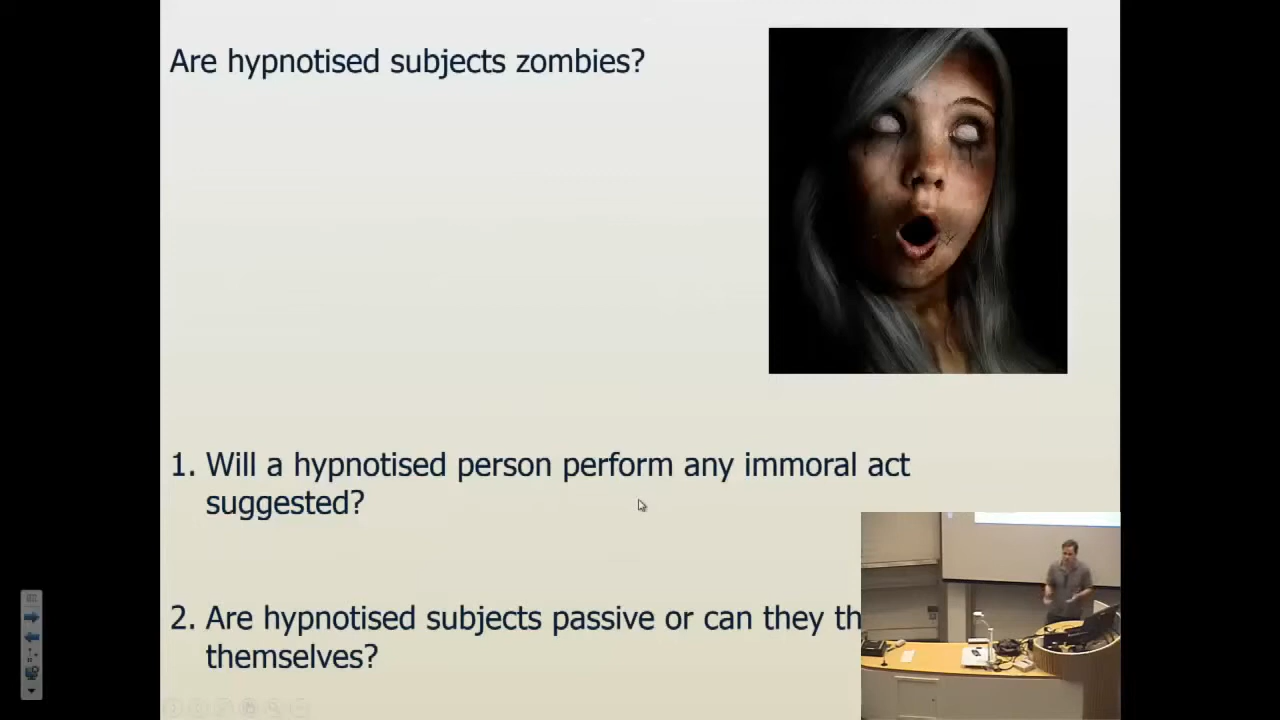 Are hypnotised subjects zombies?
1. Will a hypnotised person perform any immoral act
suggested?
2. Are hypnotised subjects passive or can they th
themselves?